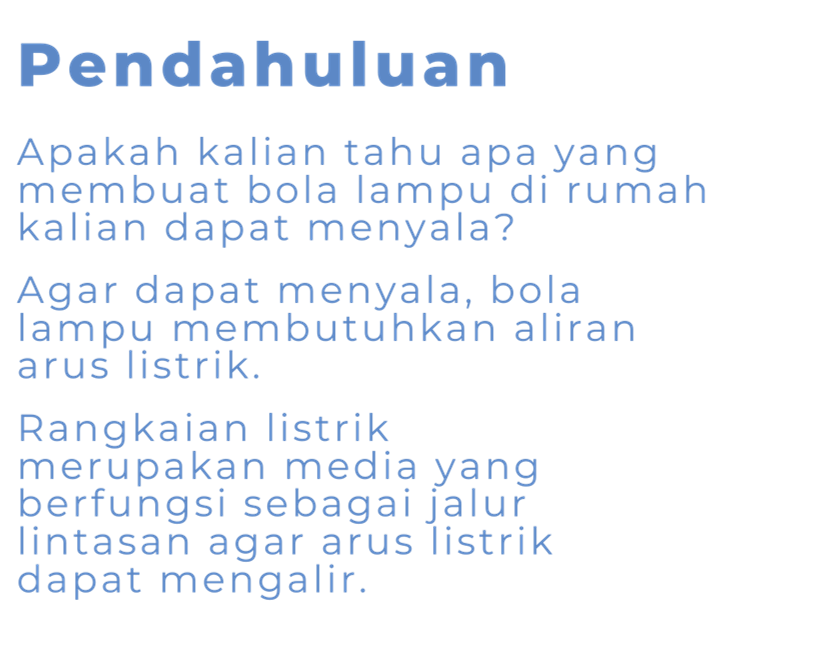 Pendahuluan
Apakah kalian tahu apa yang
membuat bola lampu di rumah
kalian dapat menyala?
Agar dapat menyala, bola
lampu membutuhkan aliran
arus listrik.
Rangkaian listrik
merupakan media yang
berfungsi sebagai jalur
lintasan agar arus listrik
dapat mengalir.